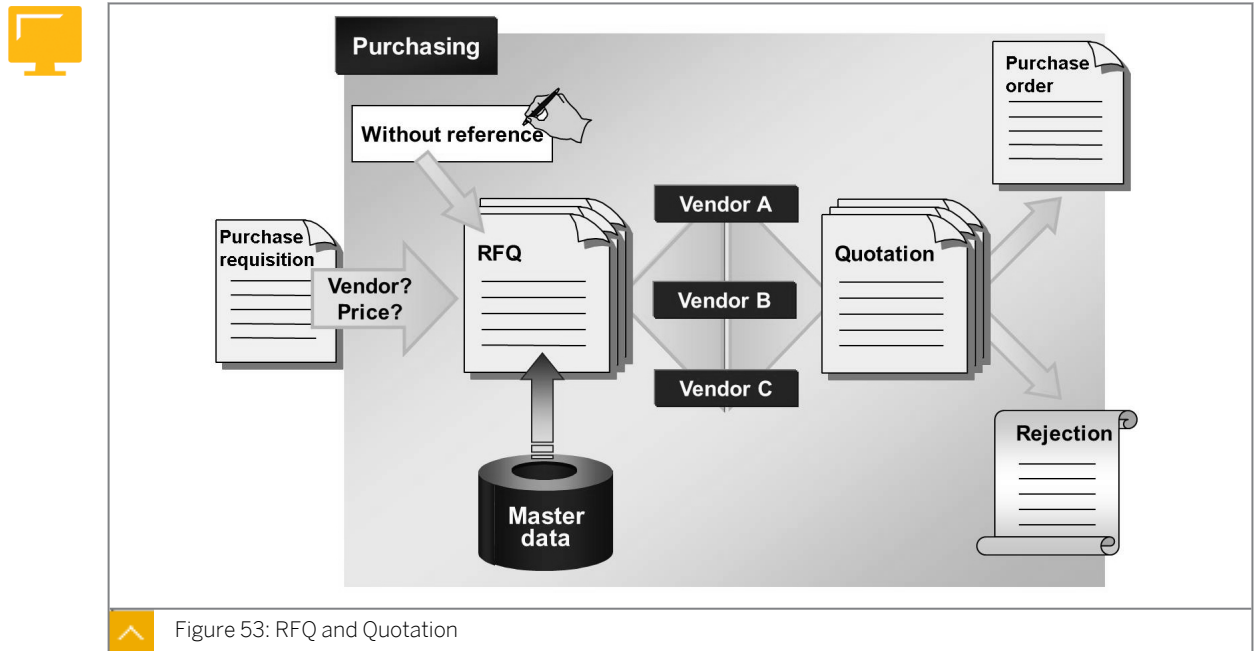 Purchasing
Without reference
Purchase
requisition
Vendor?
Price?
RFQ
Master
data
Vendor A
Vendor B
Vendor C
Quotation
Purchase
order
Rejection
Figure 53: RFQ and Quotation